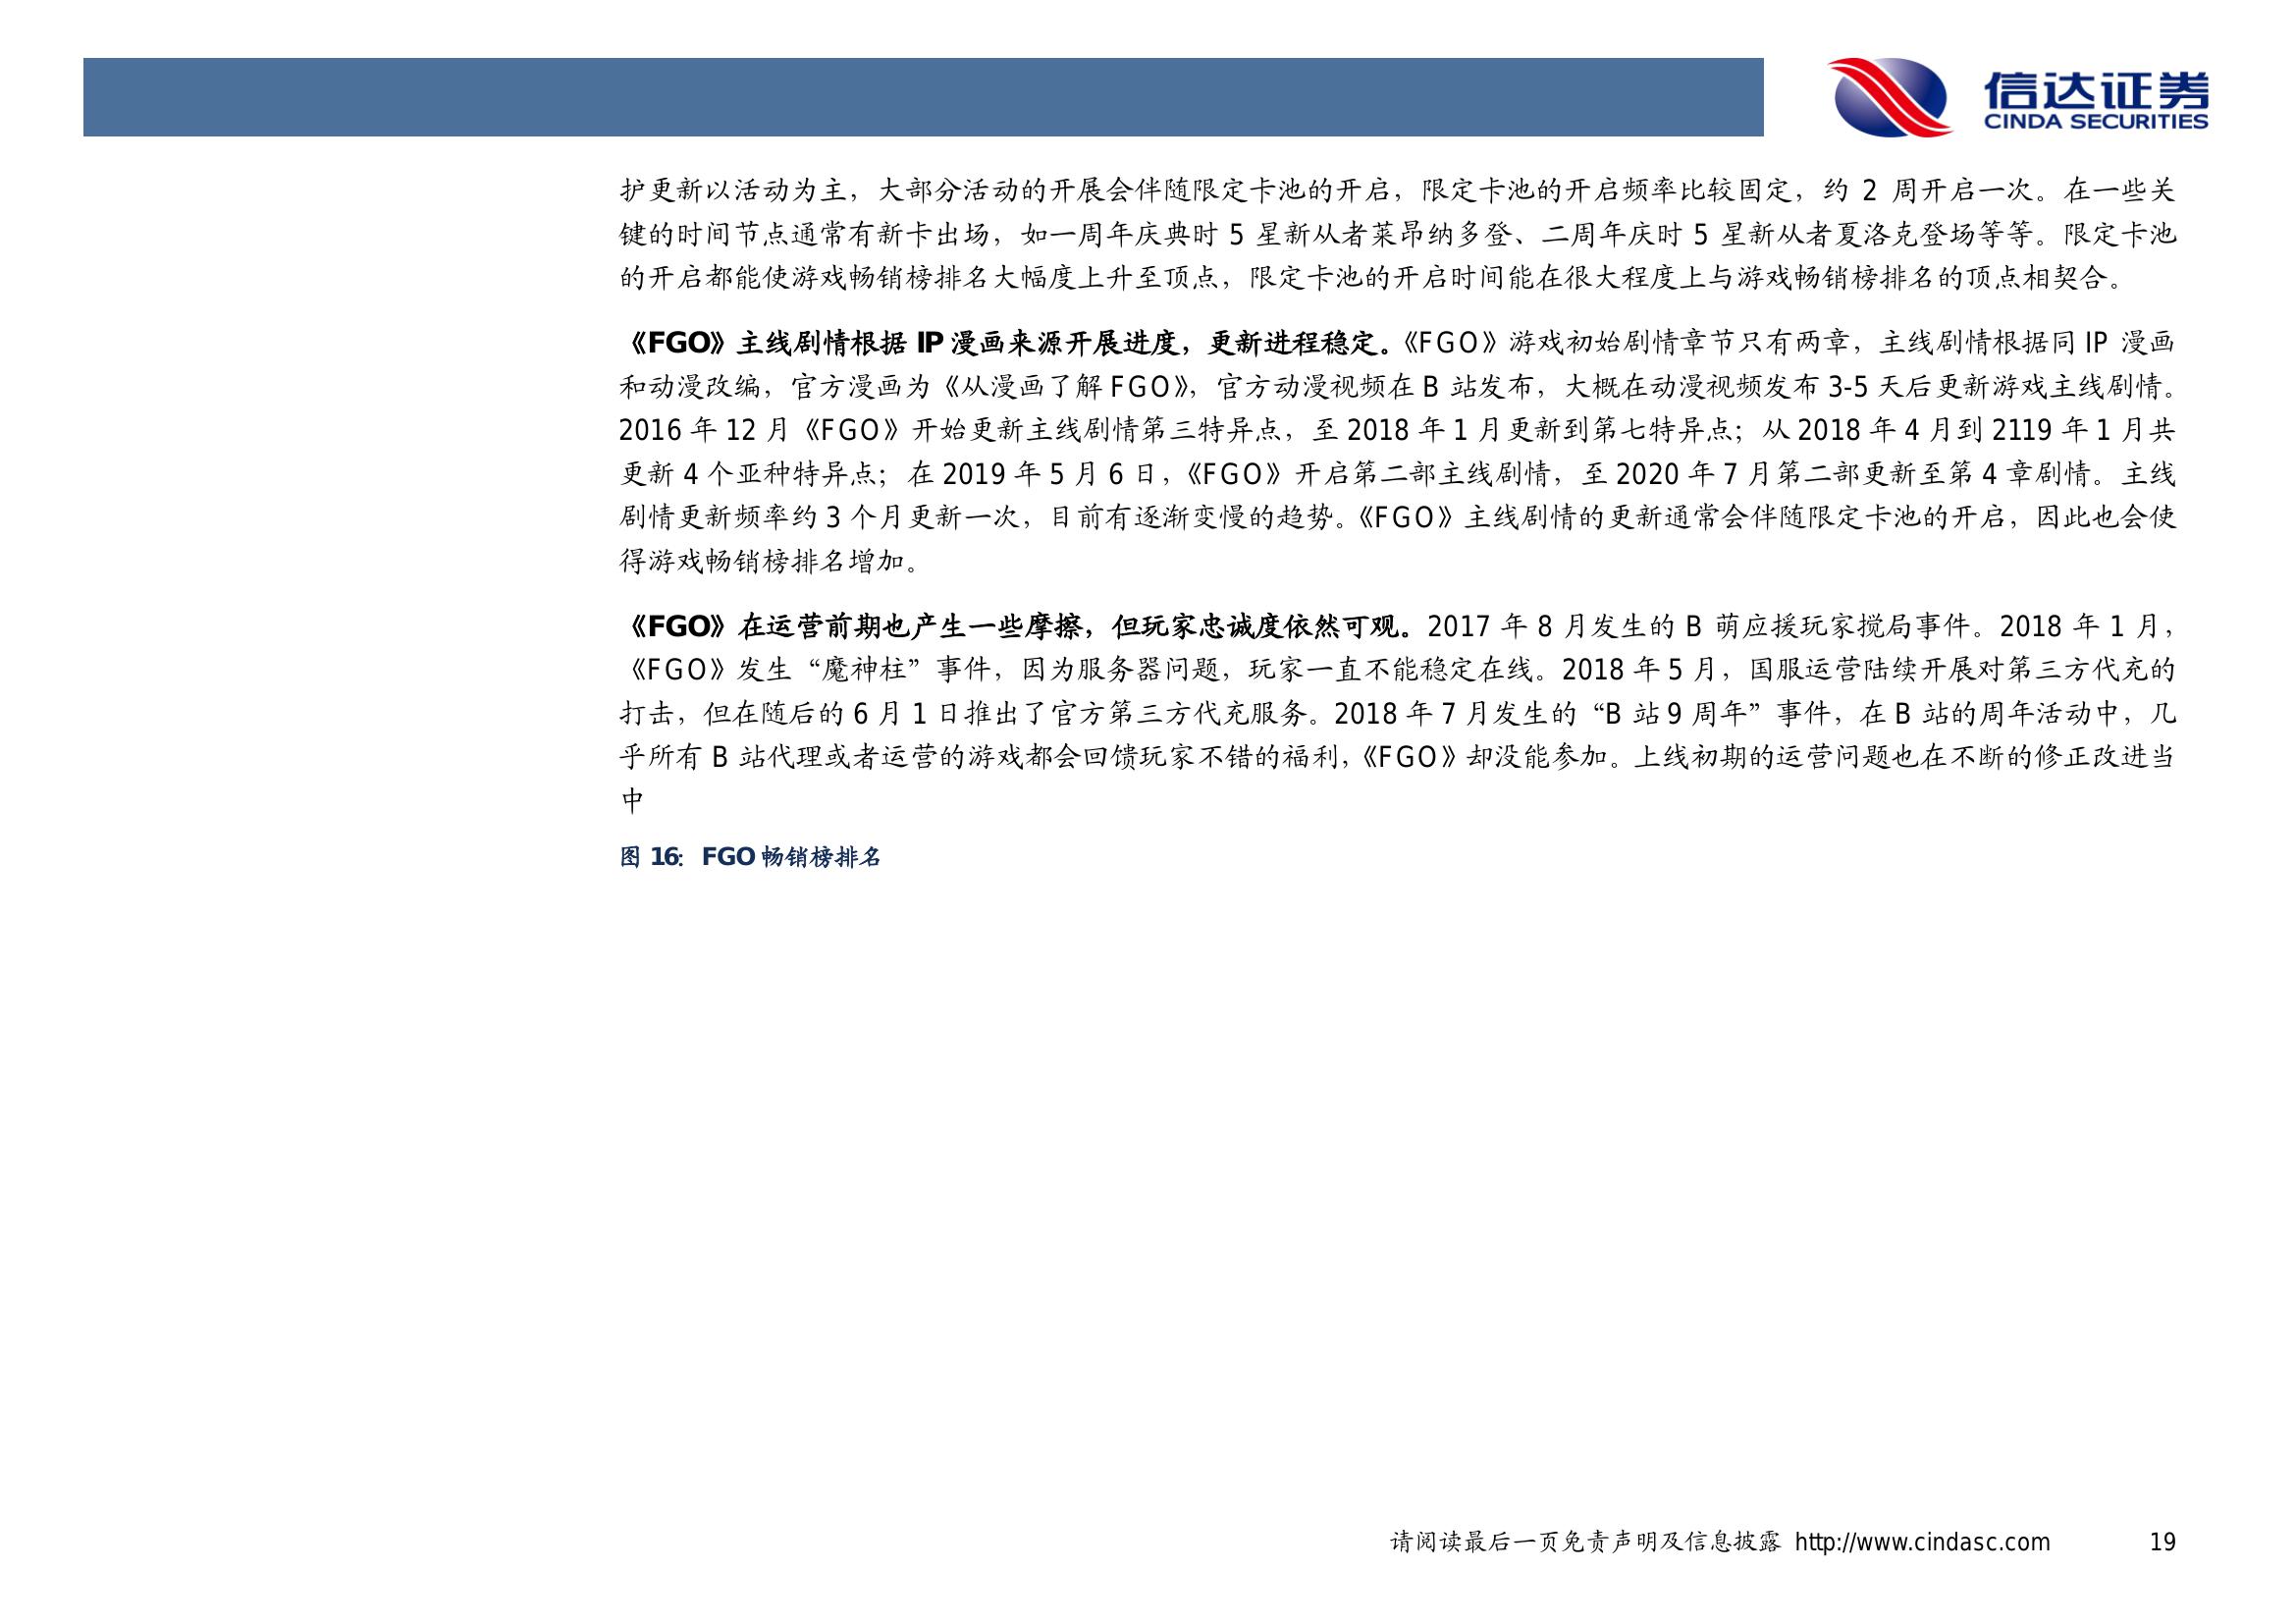 信达证券
CINDA SECURITIES
护更新以活动为主，大部分活动的开展会伴随限定卡池的开启，限定卡池的开启频率比较固定，约 2 周开启一次。在一些关
键的时间节点通常有新卡出场，如一周年庆典时 5 星新从者莱昂纳多登、二周年庆时 5 星新从者夏洛克登场等等。限定卡池
的开启都能使游戏畅销榜排名大幅度上升至顶点，限定卡池的开启时间能在很大程度上与游戏畅销榜排名的顶点相契合。
《FGO》主线剧情根据 IP 漫画来源开展进度，更新进程稳定。《FGO》游戏初始剧情章节只有两章，主线剧情根据同 IP 漫画
和动漫改编，官方漫画为《从漫画了解 FGO》，官方动漫视频在 B 站发布，大概在动漫视频发布 3-5 天后更新游戏主线剧情。
2016 年 12 月《FGO》开始更新主线剧情第三特异点，至 2018 年 1 月更新到第七特异点；从 2018 年 4 月到 2119 年 1 月共
更新 4 个亚种特异点；在 2019 年 5 月 6 日，《FGO》开启第二部主线剧情，至 2020 年 7 月第二部更新至第 4 章剧情。主线
剧情更新频率约 3 个月更新一次，目前有逐渐变慢的趋势。《FGO》主线剧情的更新通常会伴随限定卡池的开启，因此也会使
得游戏畅销榜排名增加。
《FGO》在运营前期也产生一些摩擦，但玩家忠诚度依然可观。2017 年 8 月发生的 B 萌应援玩家搅局事件。2018 年 1 月，
《FGO》发生“魔神柱”事件，因为服务器问题，玩家一直不能稳定在线。2018 年 5 月，国服运营陆续开展对第三方代充的
打击，但在随后的 6 月 1 日推出了官方第三方代充服务。2018 年 7 月发生的“B 站 9 周年”事件，在 B 站的周年活动中，几
乎所有 B 站代理或者运营的游戏都会回馈玩家不错的福利，《FGO》却没能参加。上线初期的运营问题也在不断的修正改进当
中
图 16: FGO 畅销榜排名
请阅读最后一页免责声明及信息披露 http://www.cindasc.com 19